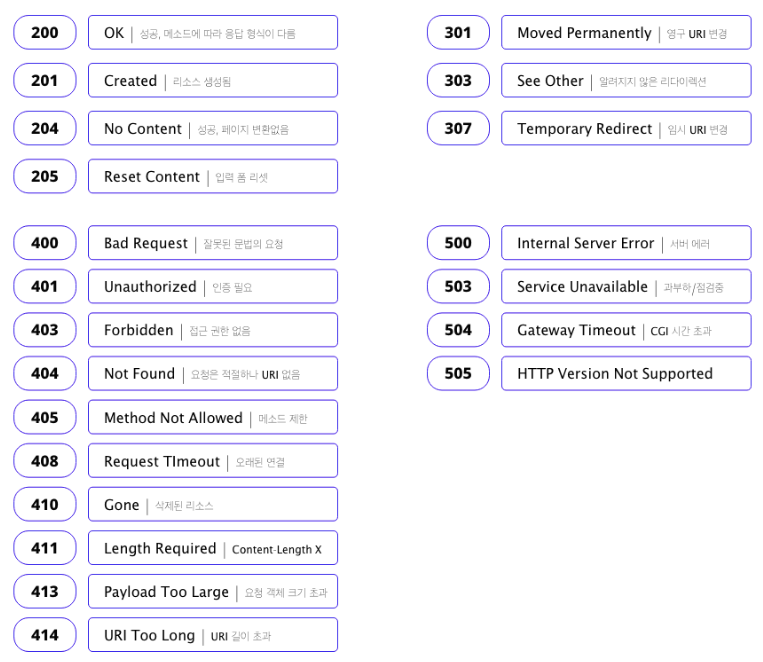 200 OK | 성공, 메소드에 따라 응답 형식이 다름
201 Created | 리소스 생성됨
204 No Content | 성공, 페이지 변환없음
205 Reset Content | 입력 폼 리셋
301 Moved Permanently | 영구 URI 변경
303 See Other | 알려지지 않은 리다이렉션
307 Temporary Redirect | 임시 URI 변경
400 Bad Request | 잘못된 문법의 요청
401 Unauthorized | 인증 필요
403 Forbidden | 접근 권한 없음
404 Not Found | 요청은 적절하나 URI 없음
405 Method Not Allowed | 메소드 제한
408 Request TImeout | 오래된 연결
410 Gone | 삭제된 리소스
411 Length Required | Content-Length X
413 Payload Too Large | 요청 객체 크기 초과
414 URI Too Long | URI 길이 초과
500 Internal Server Error | 서버 에러
503 Service Unavailable | 과부하/점검중
504 Gateway Timeout | CGI 시간 초과
505 HTTP Version Not Supported